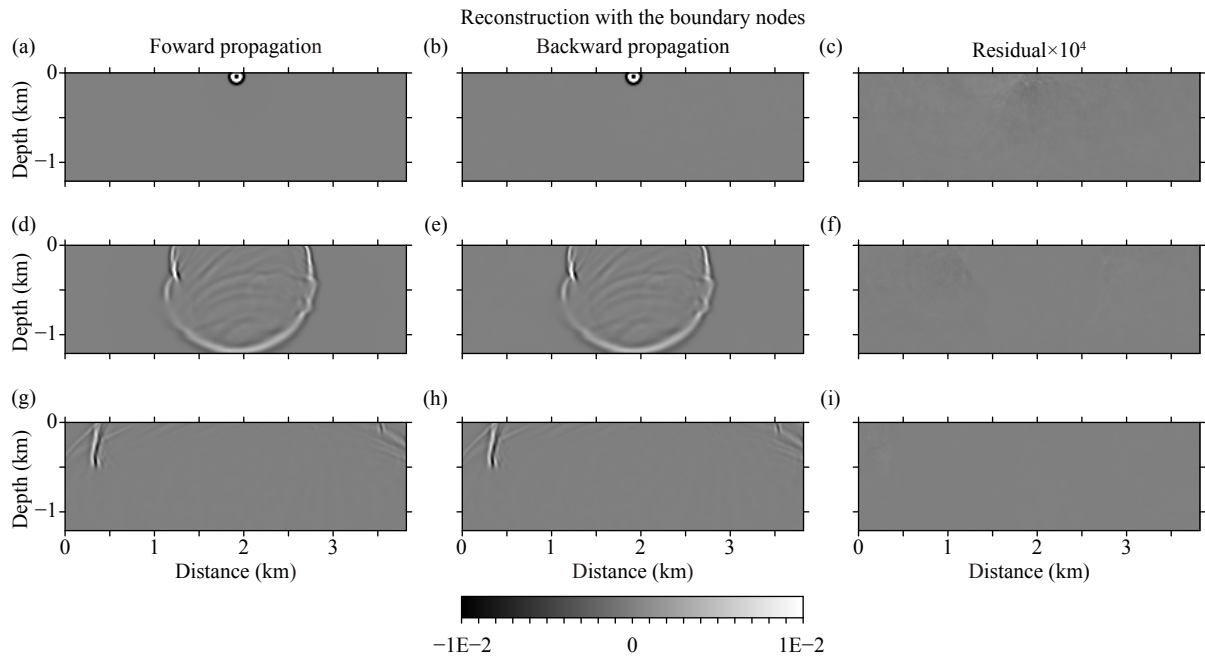 Reconstruction with the boundary nodes
(a) Foward propagation (b) Backward propagation (c) Residual×10⁴
0
Depth (km)
−1
(d) (e) (f)
0
Depth (km)
−1
(g) (h) (i)
0
Depth (km)
−1
0 1 2 3 0 1 2 3 0 1 2 3
Distance (km) Distance (km) Distance (km)
−1E−2 0 1E−2